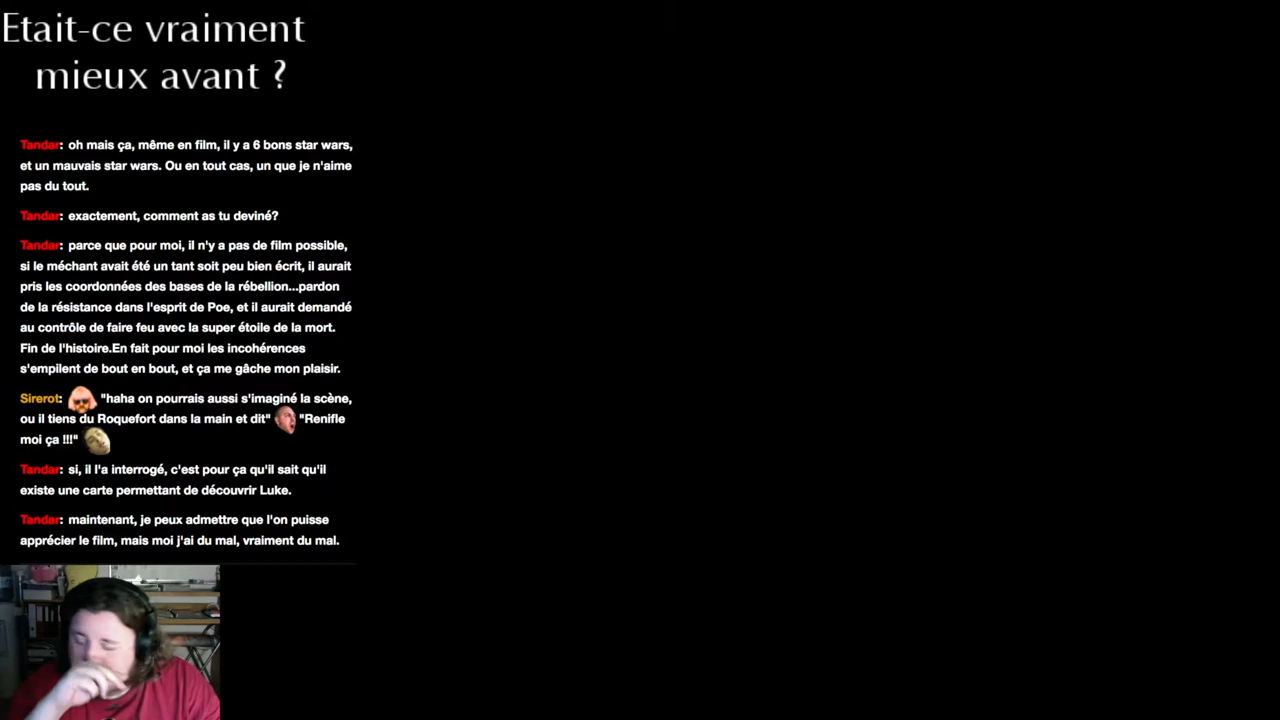 Etait-ce vraiment
mieux avant ?
Tandar: oh mais ça, même en film, il y a 6 bons star wars,
et un mauvais star wars. Ou en tout cas, un que je n'aime
pas du tout.
Tandar: exactement, comment as tu deviné?
Tandar: parce que pour moi, il n'y a pas de film possible,
si le méchant avait été un tant soit peu bien écrit, il aurait
pris les coordonnées des bases de la rébellion...pardon
de la résistance dans l'esprit de Poe, et il aurait demandé
au contrôle de faire feu avec la super étoile de la mort.
Fin de l'histoire.En fait pour moi les incohérences
s'empilent de bout en bout, et ça me gâche mon plaisir.
Sirerot: "haha on pourrais aussi s'imaginé la scène,
ou il tiens du Roquefort dans la main et dit" "Renifle
moi ça !!!"
Tandar: si, il l'a interrogé, c'est pour ça qu'il sait qu'il
existe une carte permettant de découvrir Luke.
Tandar: maintenant, je peux admettre que l'on puisse
apprécier le film, mais moi j'ai du mal, vraiment du mal.